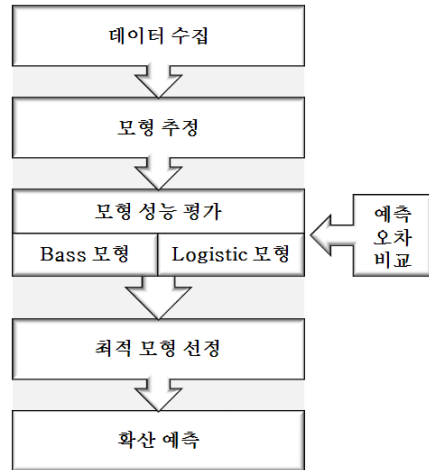 데이터 수집
모형 추정
모형 성능 평가
Bass 모형
Logistic 모형
예측
오차
비교
최적 모형 선정
확산 예측